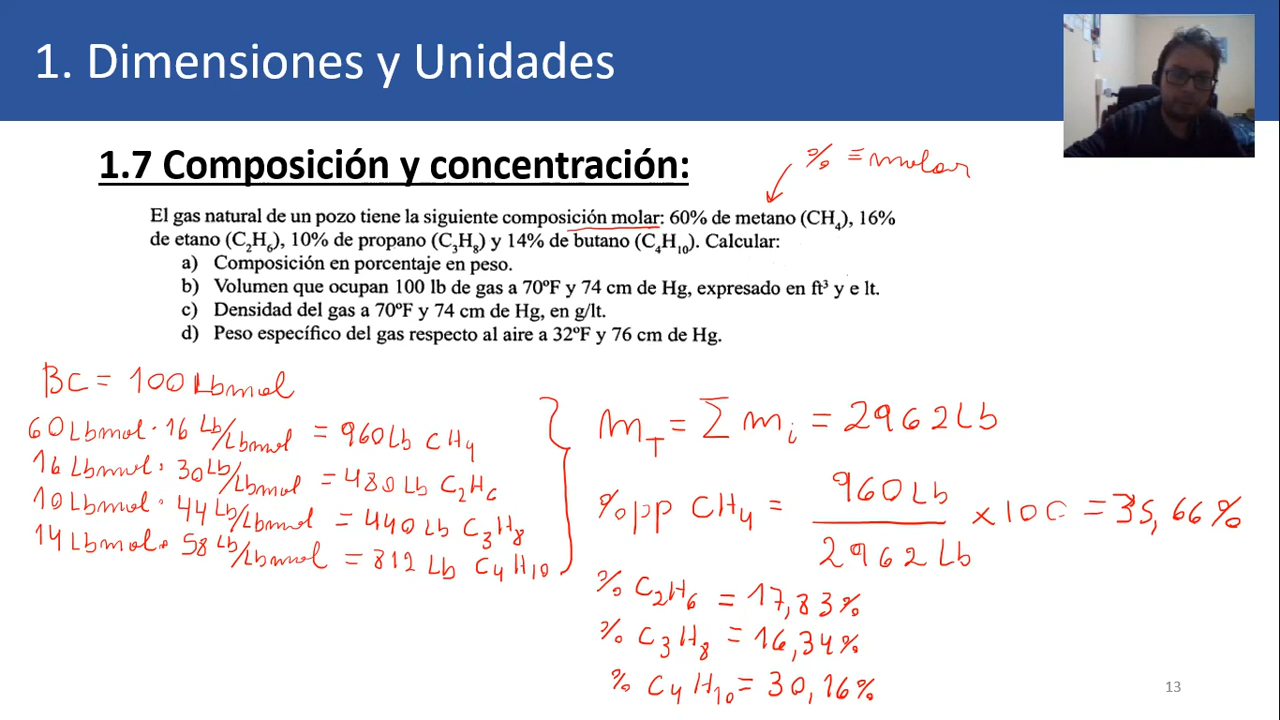 1. Dimensiones y Unidades
1.7 Composición y concentración:
% ≡ molar
El gas natural de un pozo tiene la siguiente composición molar: 60% de metano (CH₄), 16%
de etano (C₂H₆), 10% de propano (C₃H₈) y 14% de butano (C₄H₁₀). Calcular:
a) Composición en porcentaje en peso.
b) Volumen que ocupan 100 lb de gas a 70ºF y 74 cm de Hg, expresado en ft³ y e lt.
c) Densidad del gas a 70ºF y 74 cm de Hg, en g/lt.
d) Peso específico del gas respecto al aire a 32ºF y 76 cm de Hg.
BC = 100 Lbmol
60 Lbmol · 16 Lb/Lbmol = 960 Lb CH₄
16 Lbmol · 30 Lb/Lbmol = 480 Lb C₂H₆
10 Lbmol · 44 Lb/Lbmol = 440 Lb C₃H₈
14 Lbmol · 58 Lb/Lbmol = 812 Lb C₄H₁₀
m_T = Σ m_i = 2962 Lb
%pp CH₄ = 960 Lb / 2962 Lb × 100 = 35,66%
% C₂H₆ = 17,83%
% C₃H₈ = 16,34%
% C₄H₁₀ = 30,16%
13